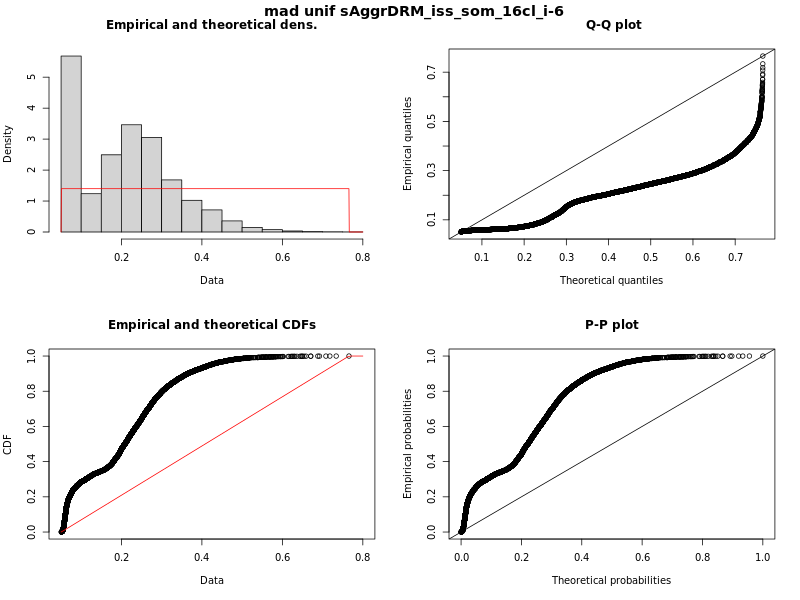 mad unif sAggrDRM_iss_som_16cl_i-6
Empirical and theoretical dens.
Density
0 1 2 3 4 5
0.2 0.4 0.6 0.8
Data
Q-Q plot
Empirical quantiles
0.1 0.3 0.5 0.7
0.1 0.2 0.3 0.4 0.5 0.6 0.7
Theoretical quantiles
Empirical and theoretical CDFs
CDF
0.0 0.2 0.4 0.6 0.8 1.0
0.2 0.4 0.6 0.8
Data
P-P plot
Empirical probabilities
0.0 0.2 0.4 0.6 0.8 1.0
0.0 0.2 0.4 0.6 0.8 1.0
Theoretical probabilities